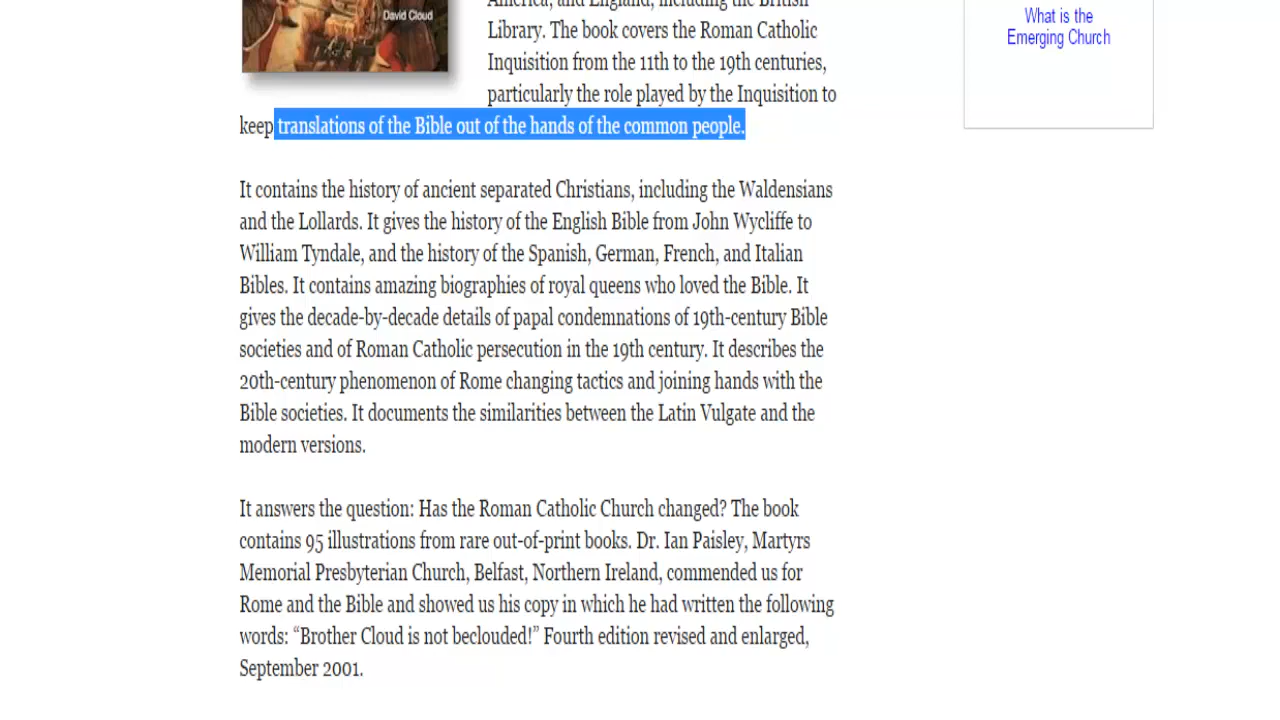 David Cloud
America, and England, including the British
Library. The book covers the Roman Catholic
Inquisition from the 11th to the 19th centuries,
particularly the role played by the Inquisition to
keep translations of the Bible out of the hands of the common people.
It contains the history of ancient separated Christians, including the Waldensians
and the Lollards. It gives the history of the English Bible from John Wycliffe to
William Tyndale, and the history of the Spanish, German, French, and Italian
Bibles. It contains amazing biographies of royal queens who loved the Bible. It
gives the decade-by-decade details of papal condemnations of 19th-century Bible
societies and of Roman Catholic persecution in the 19th century. It describes the
20th-century phenomenon of Rome changing tactics and joining hands with the
Bible societies. It documents the similarities between the Latin Vulgate and the
modern versions.
It answers the question: Has the Roman Catholic Church changed? The book
contains 95 illustrations from rare out-of-print books. Dr. Ian Paisley, Martyrs
Memorial Presbyterian Church, Belfast, Northern Ireland, commended us for
Rome and the Bible and showed us his copy in which he had written the following
words: “Brother Cloud is not beclouded!” Fourth edition revised and enlarged,
September 2001.
What is the
Emerging Church